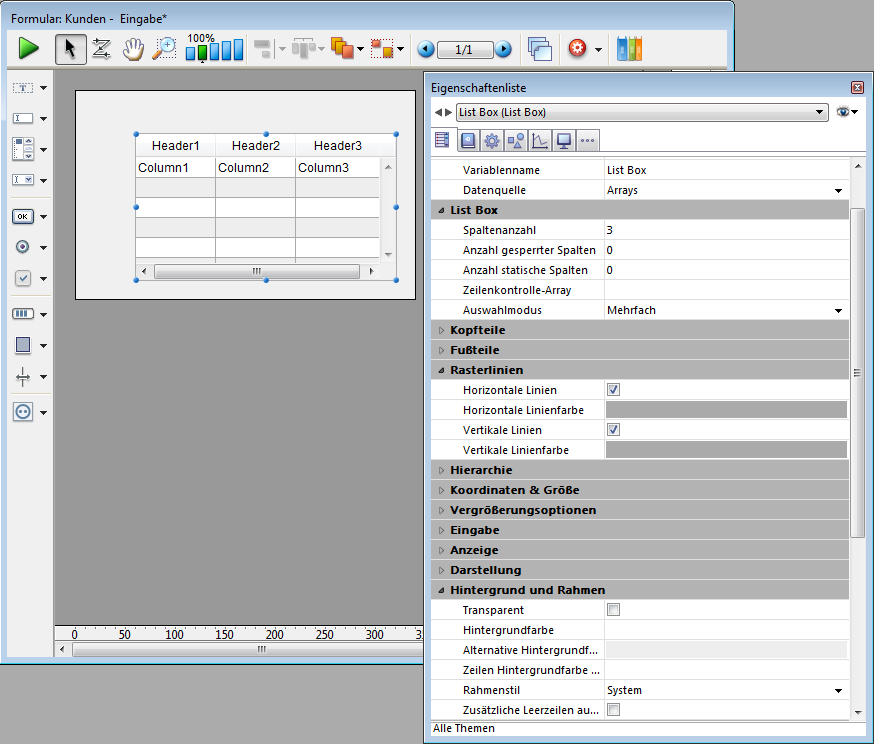 Formular: Kunden - Eingabe*
100%
1/1
T
OK
Header1 Header2 Header3
Column1 Column2 Column3
0 50 100 150 200 250 300
Eigenschaftenliste
List Box (List Box)
Variablenname List Box
Datenquelle Arrays
List Box
Spaltenanzahl 3
Anzahl gesperrter Spalten 0
Anzahl statische Spalten 0
Zeilenkontrolle-Array
Auswahlmodus Mehrfach
Kopfteile
Fußteile
Rasterlinien
Horizontale Linien
Horizontale Linienfarbe
Vertikale Linien
Vertikale Linienfarbe
Hierarchie
Koordinaten & Größe
Vergrößerungsoptionen
Eingabe
Anzeige
Darstellung
Hintergrund und Rahmen
Transparent
Hintergrundfarbe
Alternative Hintergrundf...
Zeilen Hintergrundfarbe ...
Rahmenstil System
Zusätzliche Leerzeilen au...
Alle Themen